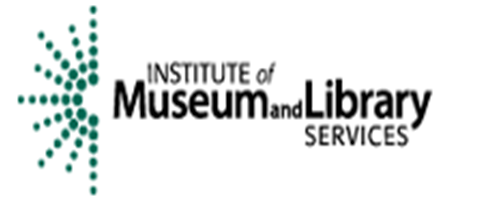 INSTITUTE of
Museum and Library
SERVICES